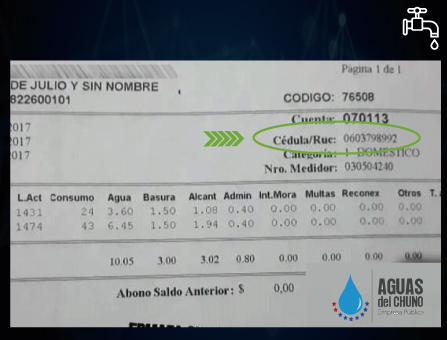 Página 1 de 1
DE JULIO Y SIN NOMBRE
822600101
CODIGO: 76508
Cuenta: 070113
2017
Cédula/Ruc: 0603798992
2017
Categoria: 1 DOMESTICO
2017
Nro. Medidor: 030504240
L.Act Consumo Agua Basura Alcant Admin Int.Mora Multas Reconex Otros T.
1431 24 3.60 1.50 1.08 0.40 0.00 0.00 0.00 0.00
1474 43 6.45 1.50 1.94 0.40 0.00 0.00 0.00 0.00
10.05 3.00 3.02 0.80 0.00 0.00 0.00 0.00
Abono Saldo Anterior: $ 0,00
AGUAS
del CHUNO
Empresa Pública